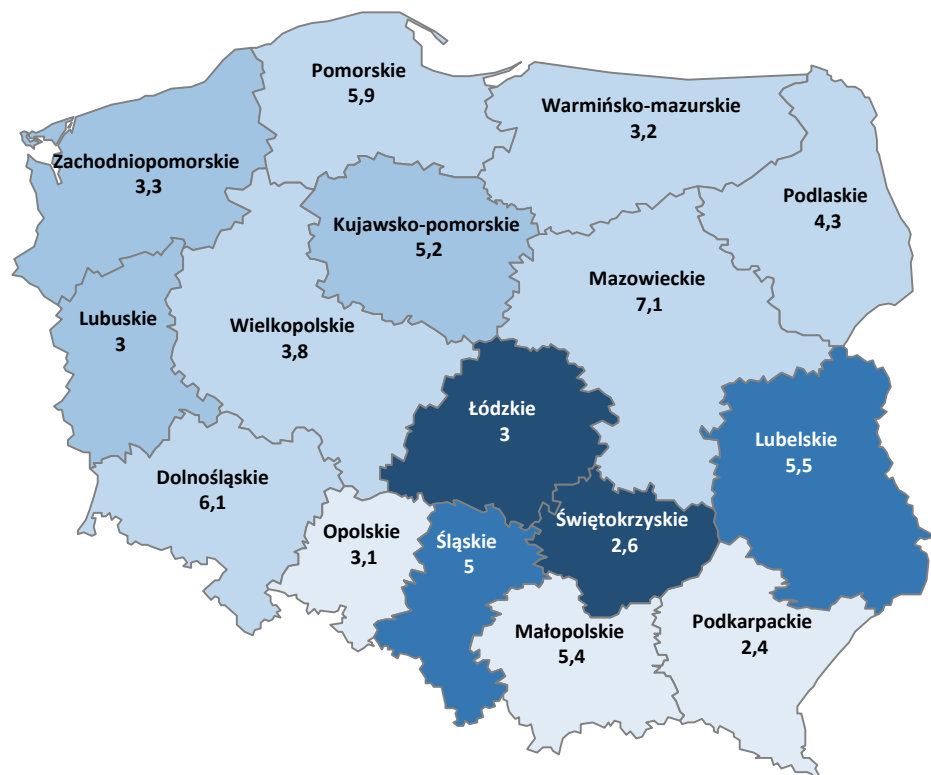 Pomorskie
5,9
Warmińsko-mazurskie
3,2
Zachodniopomorskie
3,3
Podlaskie
4,3
Kujawsko-pomorskie
5,2
Mazowieckie
7,1
Lubuskie
3
Wielkopolskie
3,8
Łódzkie
3
Lubelskie
5,5
Dolnośląskie
6,1
Opolskie
3,1
Śląskie
5
Świętokrzyskie
2,6
Małopolskie
5,4
Podkarpackie
2,4